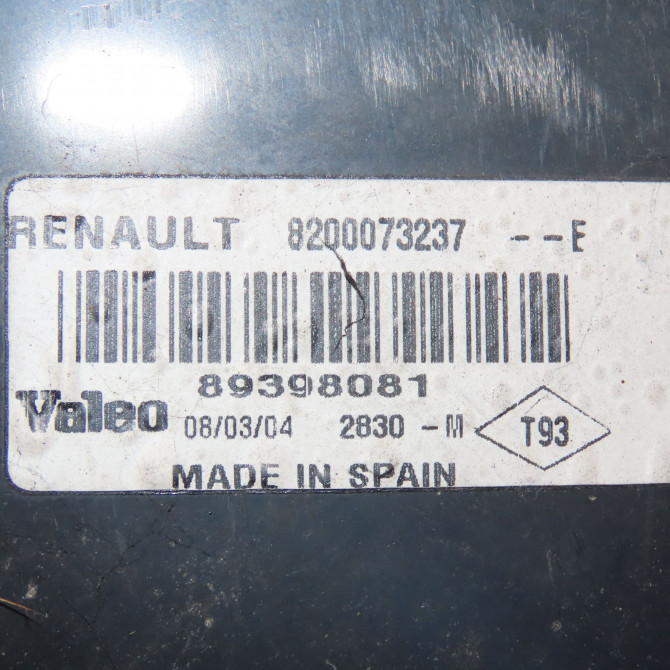 RENAULT 8200073237 --E
89398081
Valeo 08/03/04 2830 -M T93
MADE IN SPAIN